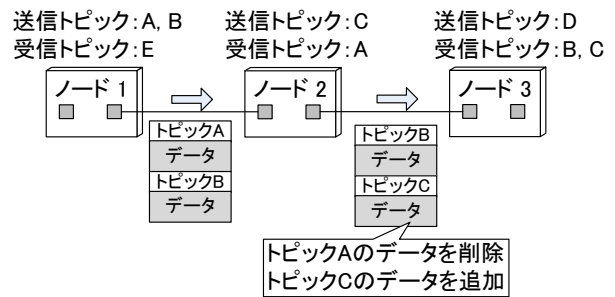 送信トピック:A, B
受信トピック:E
送信トピック:C
受信トピック:A
送信トピック:D
受信トピック:B, C
ノード 1
ノード 2
ノード 3
トピックA
データ
トピックB
データ
トピックB
データ
トピックC
データ
トピックAのデータを削除
トピックCのデータを追加